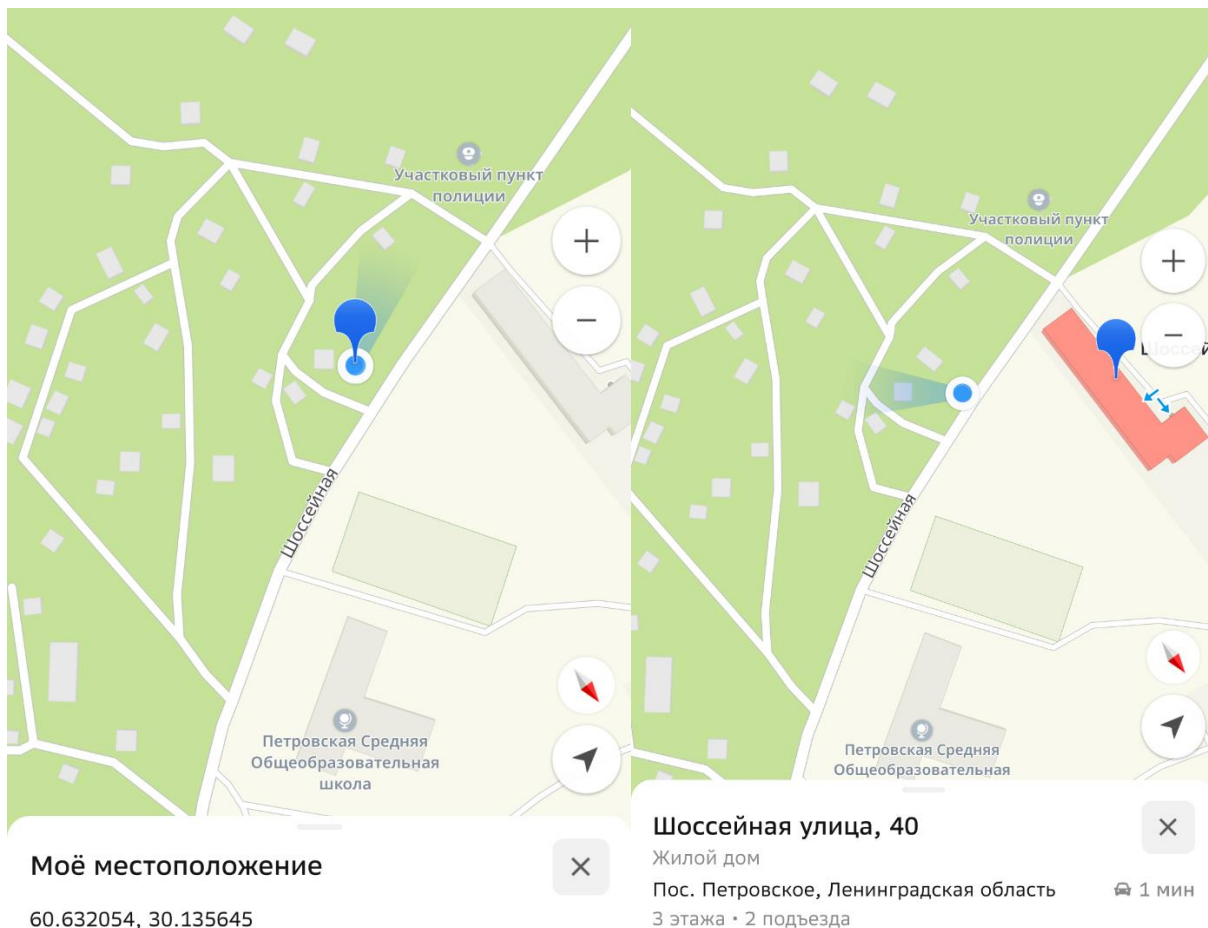 Участковый пункт
полиции
Шоссейная
Петровская Средняя
Общеобразовательная
школа
Моё местоположение
60.632054, 30.135645
Участковый пункт
полиции
Шоссей
Шоссейная
Петровская Средняя
Общеобразовательная
Шоссейная улица, 40
Жилой дом
Пос. Петровское, Ленинградская область
1 мин
3 этажа • 2 подъезда